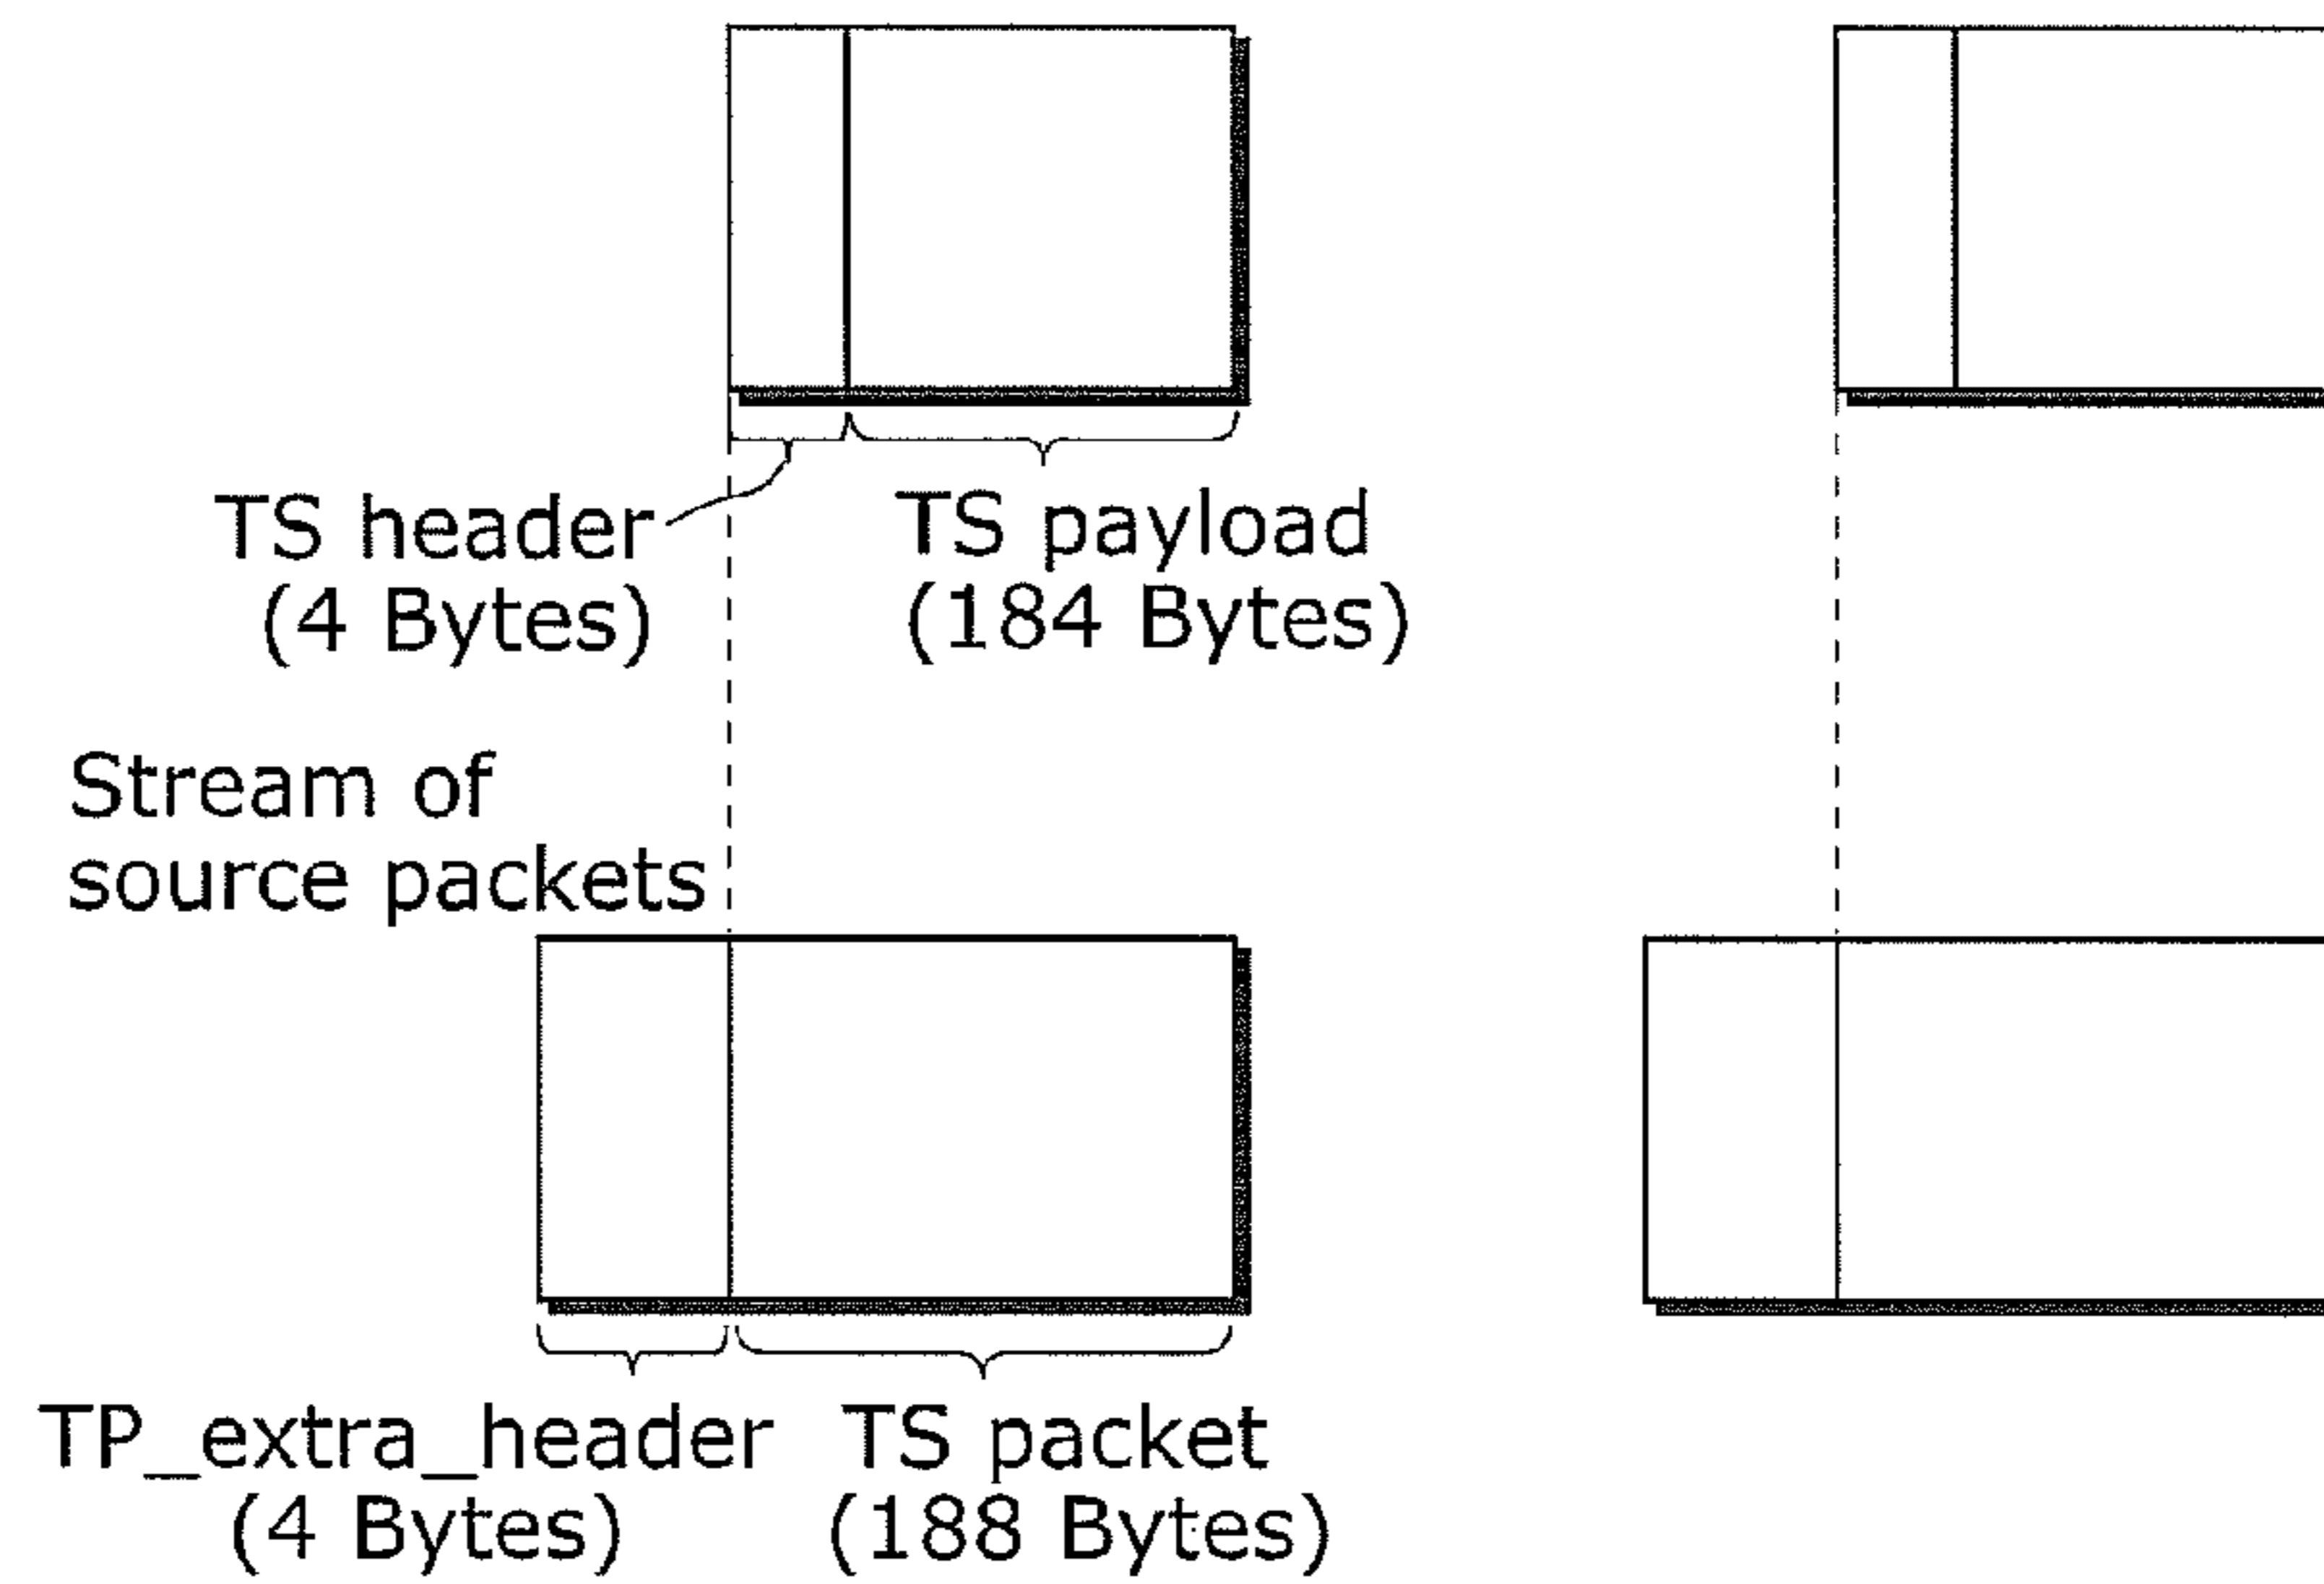 TS header
(4 Bytes)
TS payload
(184 Bytes)
Stream of
source packets
TP_extra_header
(4 Bytes)
TS packet
(188 Bytes)